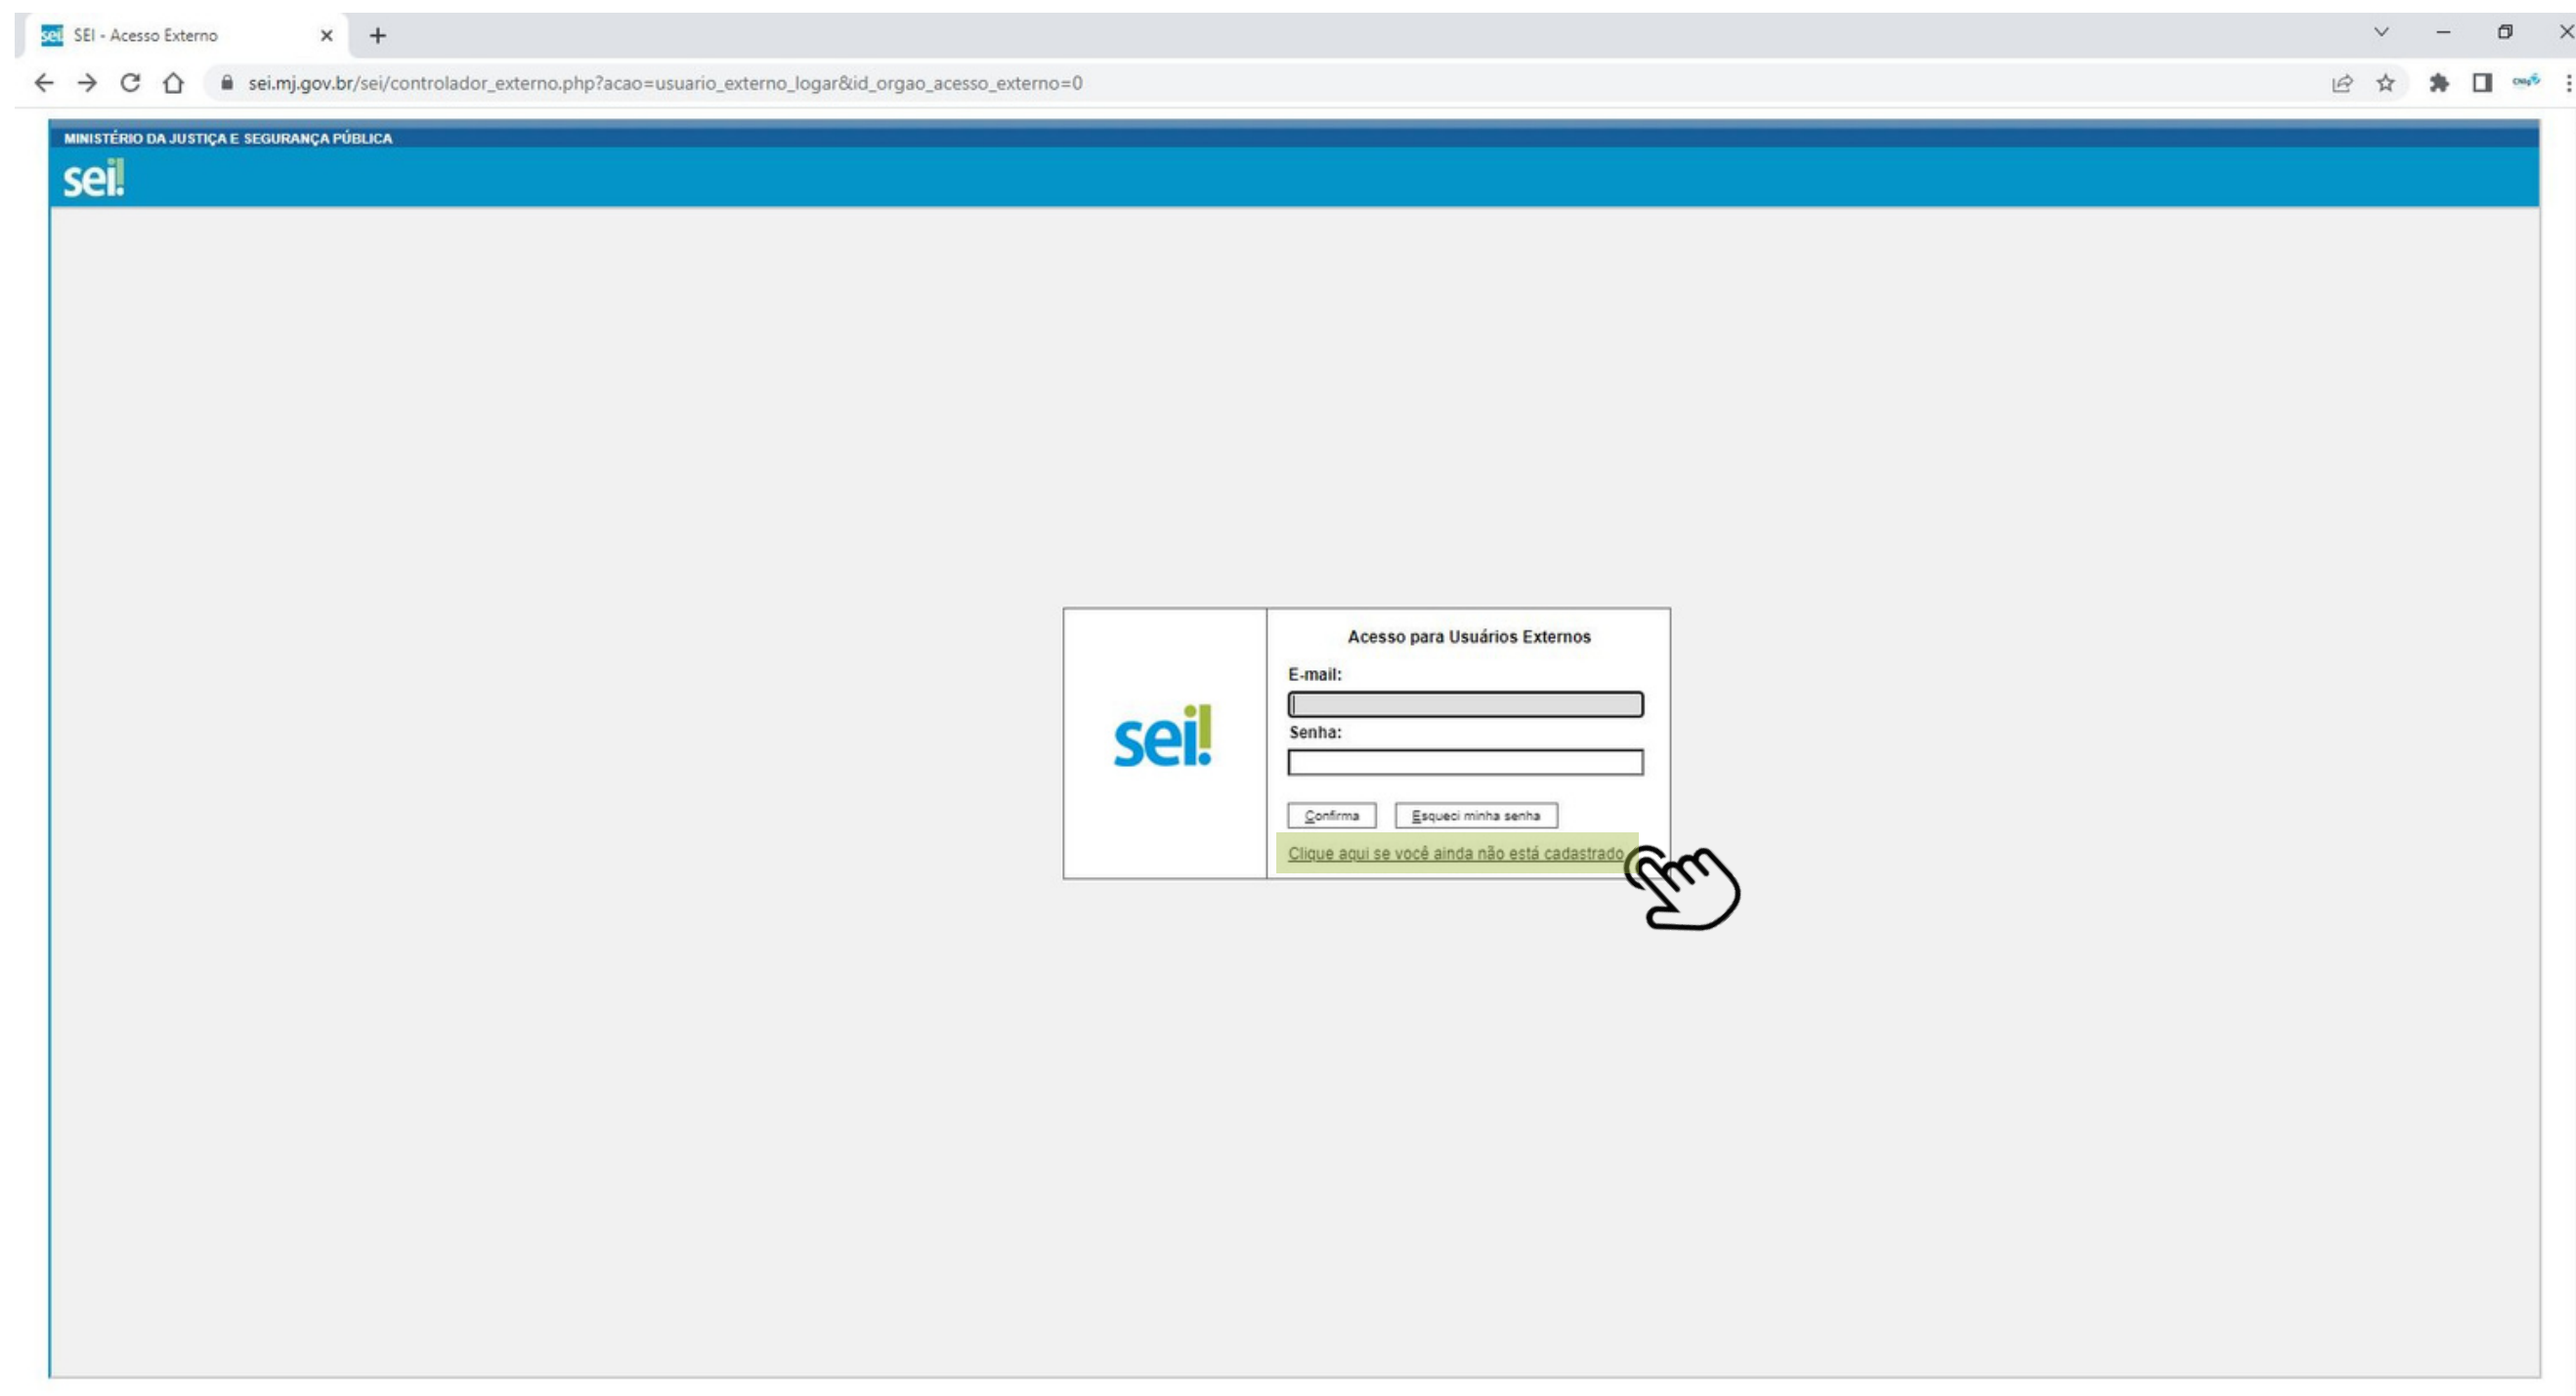 sei! SEI - Acesso Externo
sei.mj.gov.br/sei/controlador_externo.php?acao=usuario_externo_logar&id_orgao_acesso_externo=0
MINISTÉRIO DA JUSTIÇA E SEGURANÇA PÚBLICA
sei!
Acesso para Usuários Externos
E-mail:
sei!
Senha:
Confirma Esqueci minha senha
Clique aqui se você ainda não está cadastrado